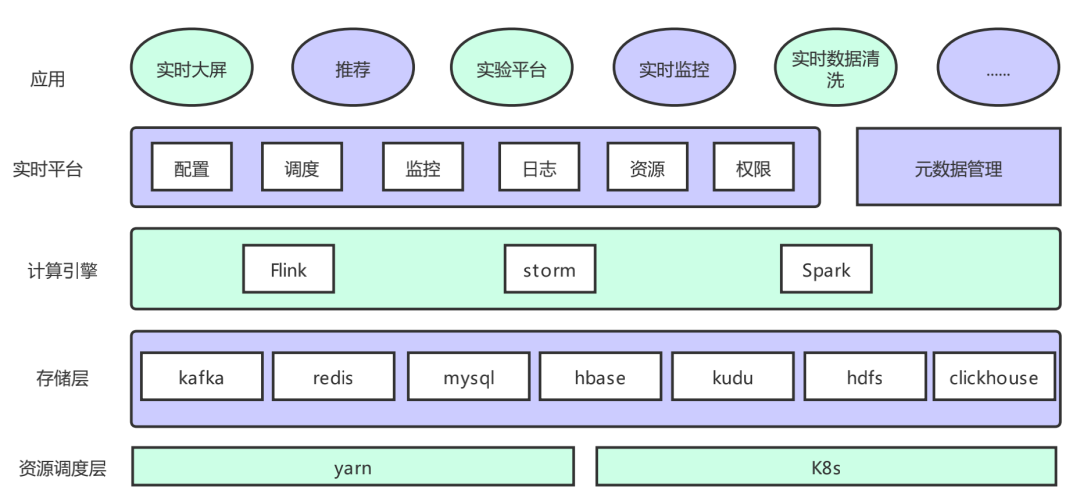 应用
实时大屏
推荐
实验平台
实时监控
实时数据清
洗
......
实时平台
配置
调度
监控
日志
资源
权限
元数据管理
计算引擎
Flink
storm
Spark
存储层
kafka
redis
mysql
hbase
kudu
hdfs
clickhouse
资源调度层
yarn
K8s